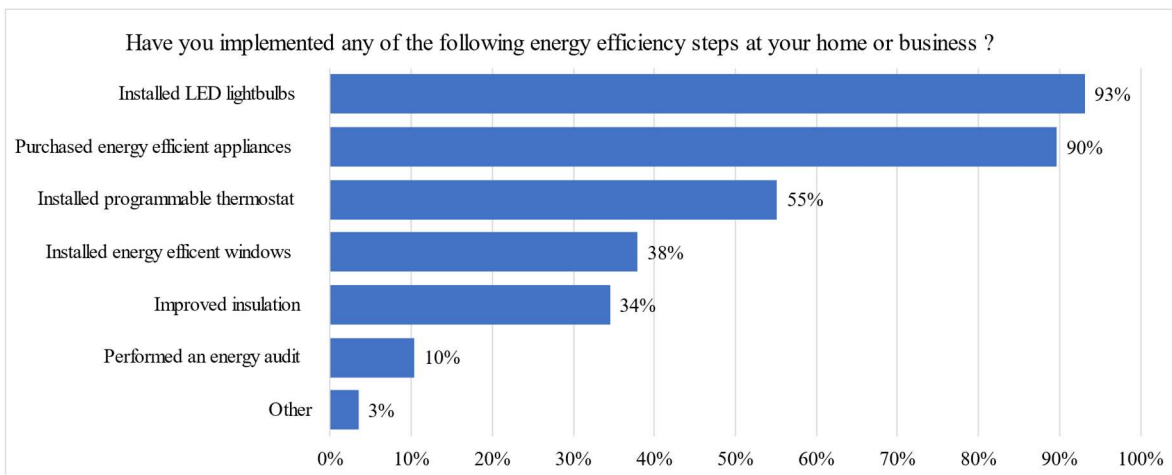 Have you implemented any of the following energy efficiency steps at your home or business ?
Installed LED lightbulbs 93%
Purchased energy efficient appliances 90%
Installed programmable thermostat 55%
Installed energy efficent windows 38%
Improved insulation 34%
Performed an energy audit 10%
Other 3%
0% 10% 20% 30% 40% 50% 60% 70% 80% 90% 100%